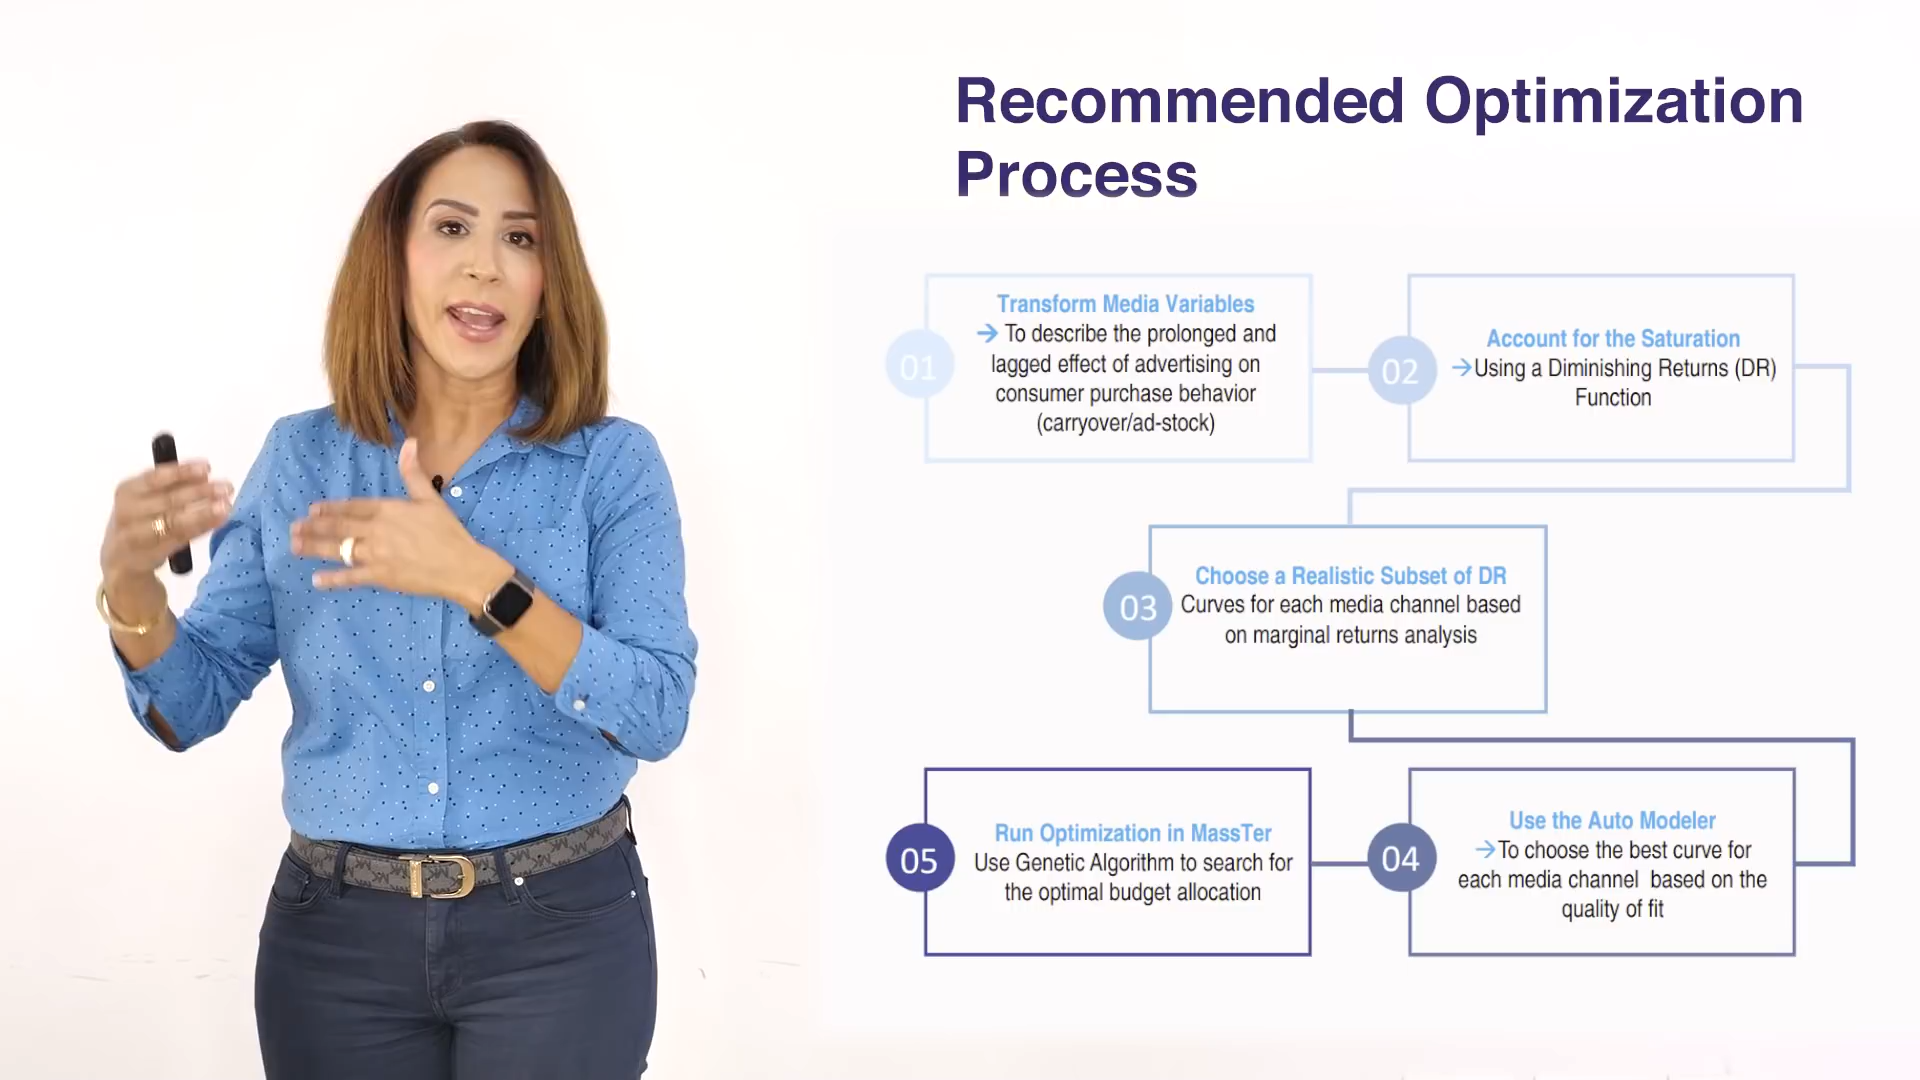 Recommended Optimization
Process
01
Transform Media Variables
→ To describe the prolonged and
lagged effect of advertising on
consumer purchase behavior
(carryover/ad-stock)
02
Account for the Saturation
→Using a Diminishing Returns (DR)
Function
03
Choose a Realistic Subset of DR
Curves for each media channel based
on marginal returns analysis
04
Use the Auto Modeler
→To choose the best curve for
each media channel based on the
quality of fit
05
Run Optimization in MassTer
Use Genetic Algorithm to search for
the optimal budget allocation